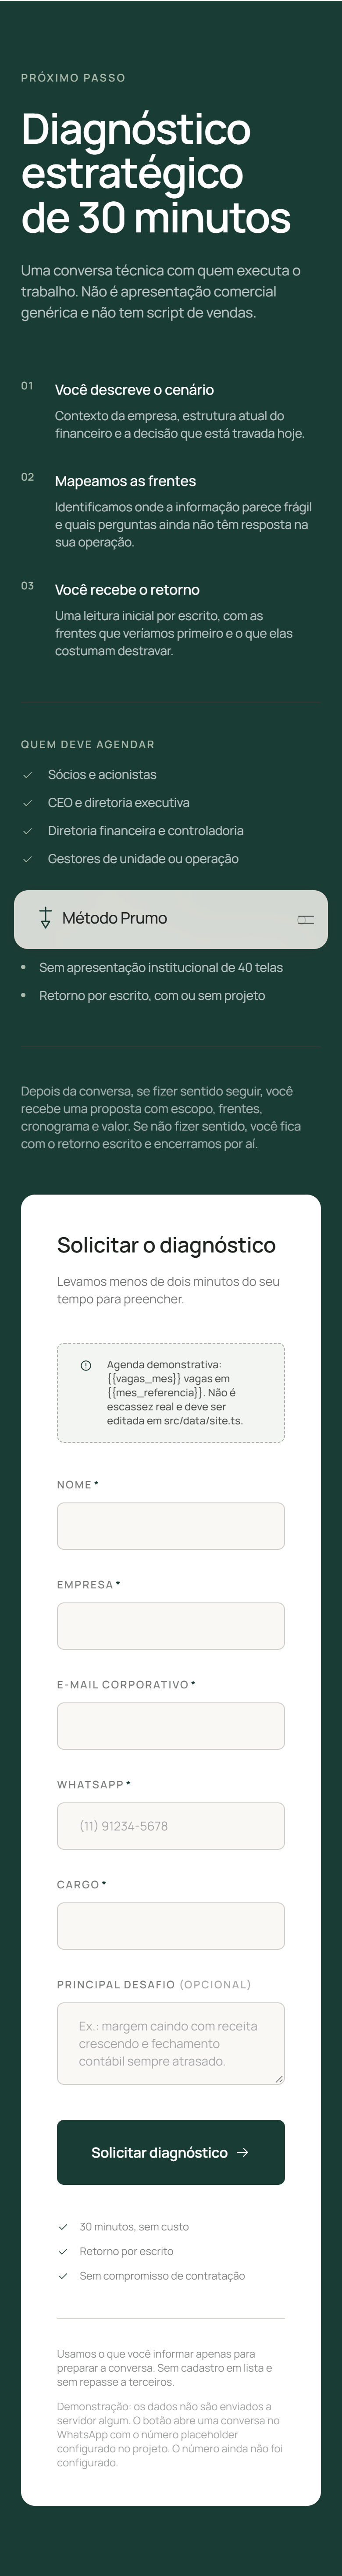 PRÓXIMO PASSO
Diagnóstico
estratégico
de 30 minutos
Uma conversa técnica com quem executa o
trabalho. Não é apresentação comercial
genérica e não tem script de vendas.
01
Você descreve o cenário
Contexto da empresa, estrutura atual do
financeiro e a decisão que está travada hoje.
02
Mapeamos as frentes
Identificamos onde a informação parece frágil
e quais perguntas ainda não têm resposta na
sua operação.
03
Você recebe o retorno
Uma leitura inicial por escrito, com as
frentes que veríamos primeiro e o que elas
costumam destravar.
QUEM DEVE AGENDAR
Sócios e acionistas
CEO e diretoria executiva
Diretoria financeira e controladoria
Gestores de unidade ou operação
Método Prumo
Sem apresentação institucional de 40 telas
Retorno por escrito, com ou sem projeto
Depois da conversa, se fizer sentido seguir, você
recebe uma proposta com escopo, frentes,
cronograma e valor. Se não fizer sentido, você fica
com o retorno escrito e encerramos por aí.
Solicitar o diagnóstico
Levamos menos de dois minutos do seu
tempo para preencher.
Agenda demonstrativa:
{{vagas_mes}} vagas em
{{mes_referencia}}. Não é
escassez real e deve ser
editada em src/data/site.ts.
NOME *
EMPRESA *
E-MAIL CORPORATIVO *
WHATSAPP *
(11) 91234-5678
CARGO *
PRINCIPAL DESAFIO (OPCIONAL)
Ex.: margem caindo com receita
crescendo e fechamento
contábil sempre atrasado.
Solicitar diagnóstico →
30 minutos, sem custo
Retorno por escrito
Sem compromisso de contratação
Usamos o que você informar apenas para
preparar a conversa. Sem cadastro em lista e
sem repasse a terceiros.
Demonstração: os dados não são enviados a
servidor algum. O botão abre uma conversa no
WhatsApp com o número placeholder
configurado no projeto. O número ainda não foi
configurado.